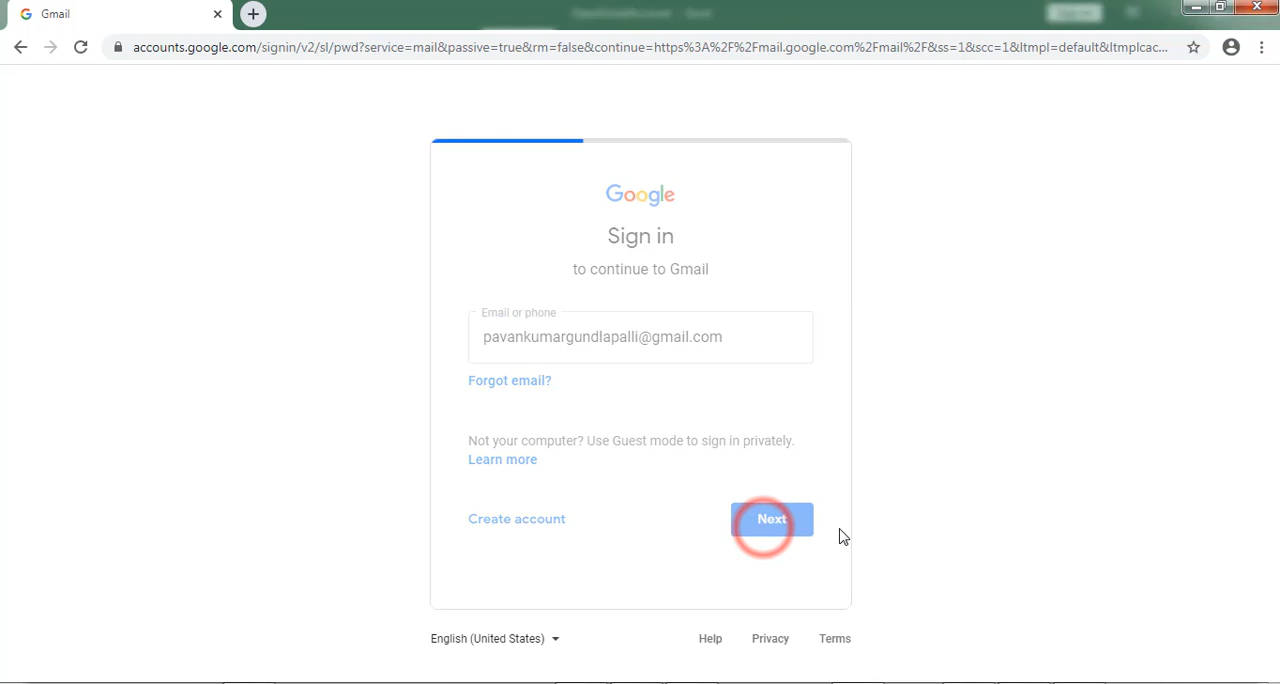 Gmail
accounts.google.com/signin/v2/sl/pwd?service=mail&passive=true&rm=false&continue=https%3A%2F%2Fmail.google.com%2Fmail%2F&ss=1&scc=1&ltmpl=default&ltmplcac...
Google
Sign in
to continue to Gmail
Email or phone
pavankumargundlapalli@gmail.com
Forgot email?
Not your computer? Use Guest mode to sign in privately.
Learn more
Create account
Next
English (United States)
Help
Privacy
Terms